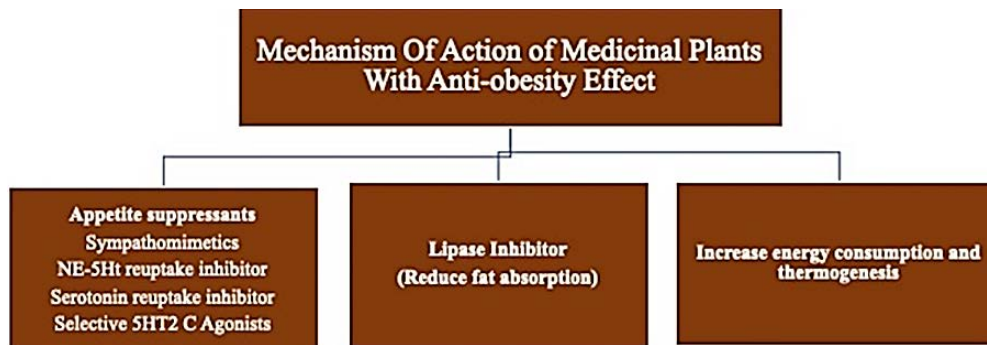 Mechanism Of Action of Medicinal Plants
With Anti-obesity Effect
Appetite suppressants
Sympathomimetics
NE-5Ht reuptake inhibitor
Serotonin reuptake inhibitor
Selective 5HT2 C Agonists
Lipase Inhibitor
(Reduce fat absorption)
Increase energy consumption and
thermogenesis